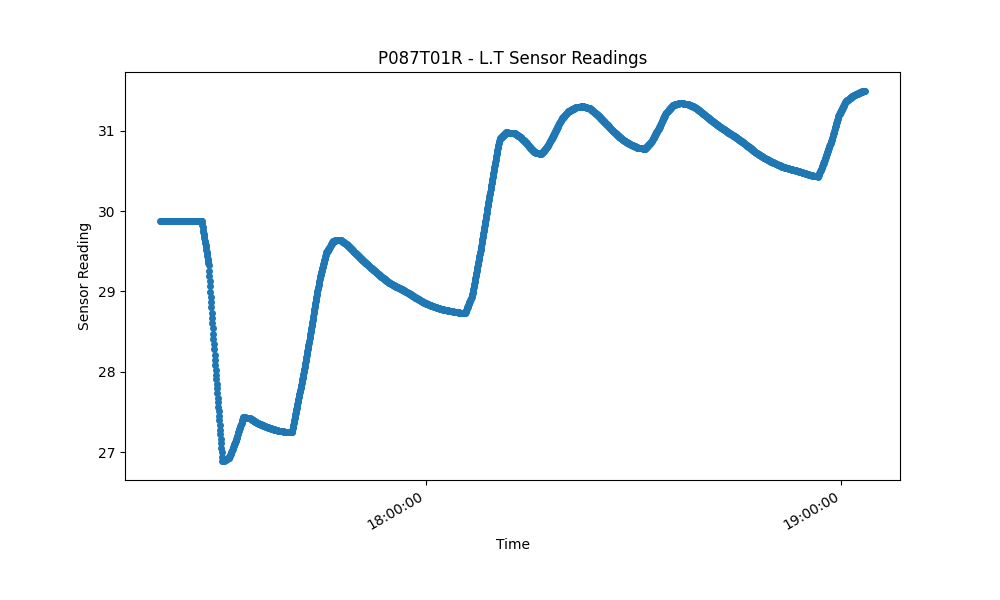 P087T01R - L.T Sensor Readings
Sensor Reading
31
30
29
28
27
18:00:00
19:00:00
Time